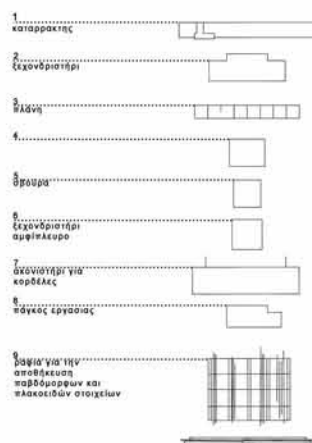 1
καταρράκτης
2
ξεχονδριστήρι
3
πλάνη
4
5
σβούρα
6
ξεχονδριστήρι
αμφίπλευρο
7
ακονιστήρι για
κορδέλες
8
πάγκος εργασίας
9
ράφια για την
αποθήκευση
παβδόμορφων και
πλακοειδών στοιχείων